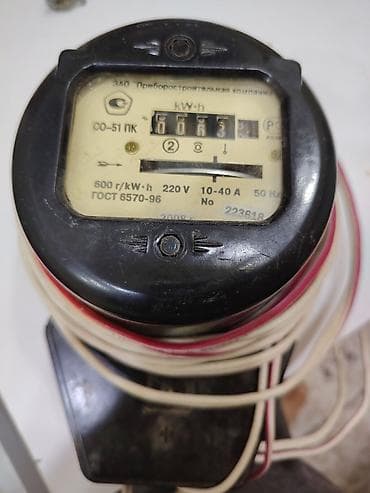 ЗАО "Приборостроительная компания
kW·h
СО-51 ПК
2
600 r/kW·h 220 V 10-40 A 50 Hz
ГОСТ 6570-96 No 223618